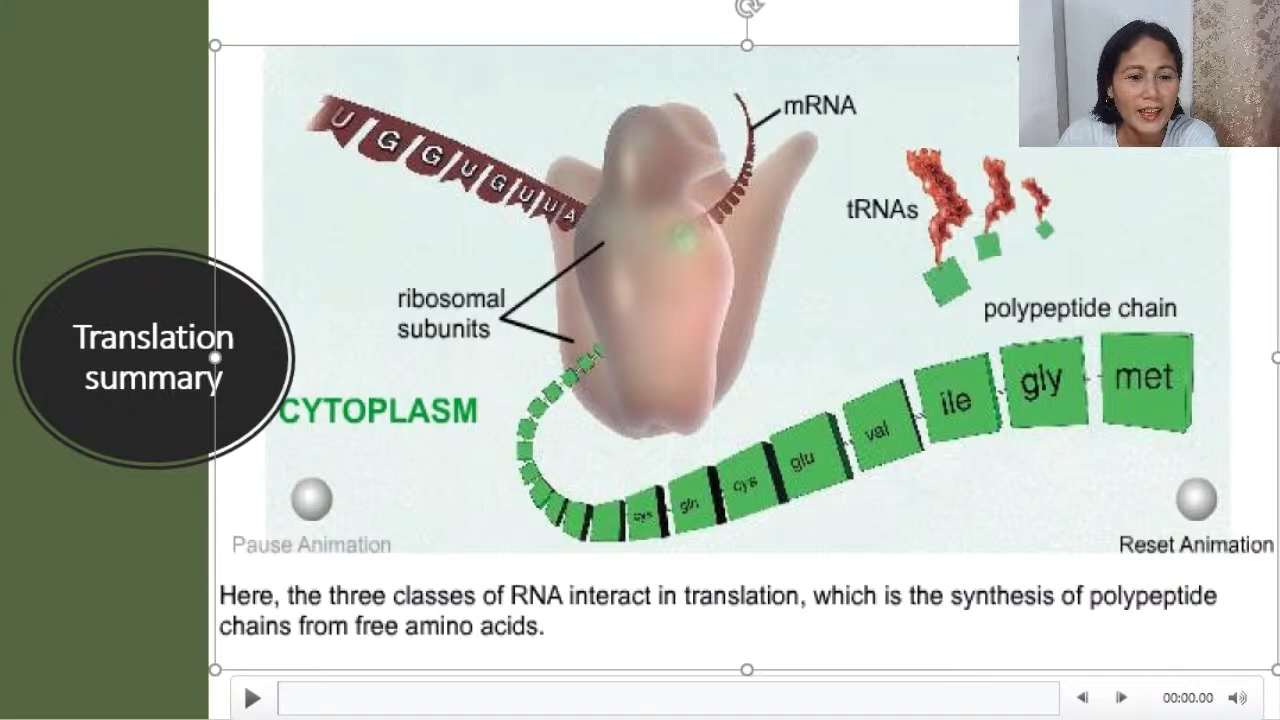 mRNA
U G G U G U U A
tRNAs
ribosomal
subunits
polypeptide chain
Translation
summary
CYTOPLASM
met
gly
ile
val
glu
cys
gln
cys
Pause Animation
Reset Animation
Here, the three classes of RNA interact in translation, which is the synthesis of polypeptide
chains from free amino acids.
00:00.00